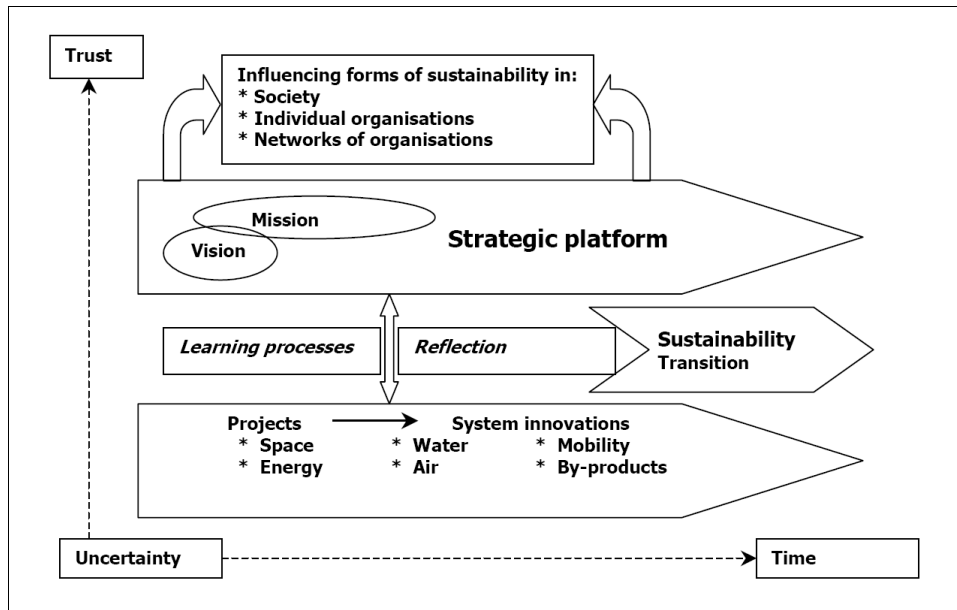 Trust
Influencing forms of sustainability in:
* Society
* Individual organisations
* Networks of organisations
Mission
Vision
Strategic platform
Learning processes
Reflection
Sustainability
Transition
Projects
System innovations
* Space
* Water
* Mobility
* Energy
* Air
* By-products
Uncertainty
Time